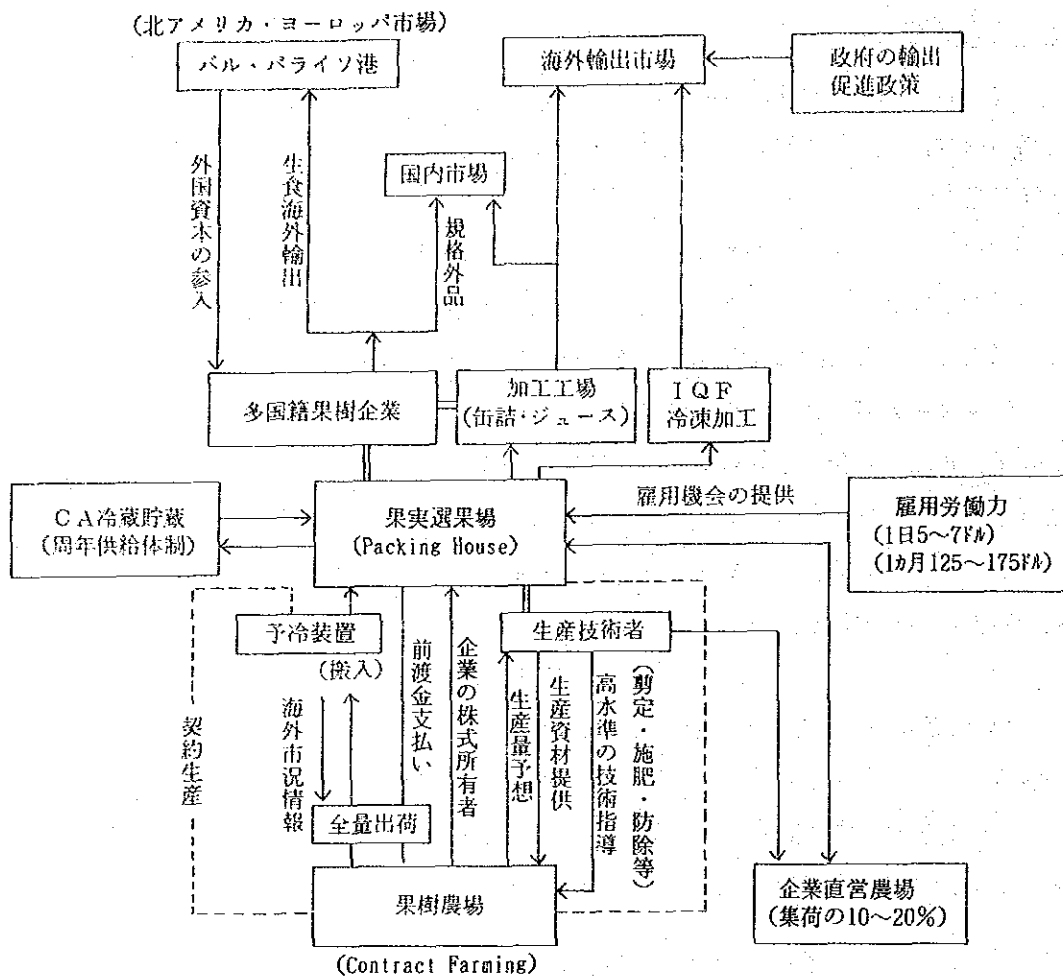 (北アメリカ・ヨーロッパ市場)
バル・パライソ港
海外輸出市場
政府の輸出
促進政策
外国資本の参入
生食海外輸出
国内市場
規格外品
多国籍果樹企業
加工工場
(缶詰・ジュース)
IQF
冷凍加工
CA冷蔵貯蔵
(周年供給体制)
果実選果場
(Packing House)
雇用機会の提供
雇用労働力
(1日5〜7ドル)
(1カ月125〜175ドル)
予冷装置
(搬入)
生産技術者
契約生産
海外市況情報
前渡金支払い
企業の株式所有者
生産量予想
生産資材提供
高水準の技術指導
(剪定・施肥・防除等)
全量出荷
果樹農場
(Contract Farming)
企業直営農場
(集荷の10〜20%)